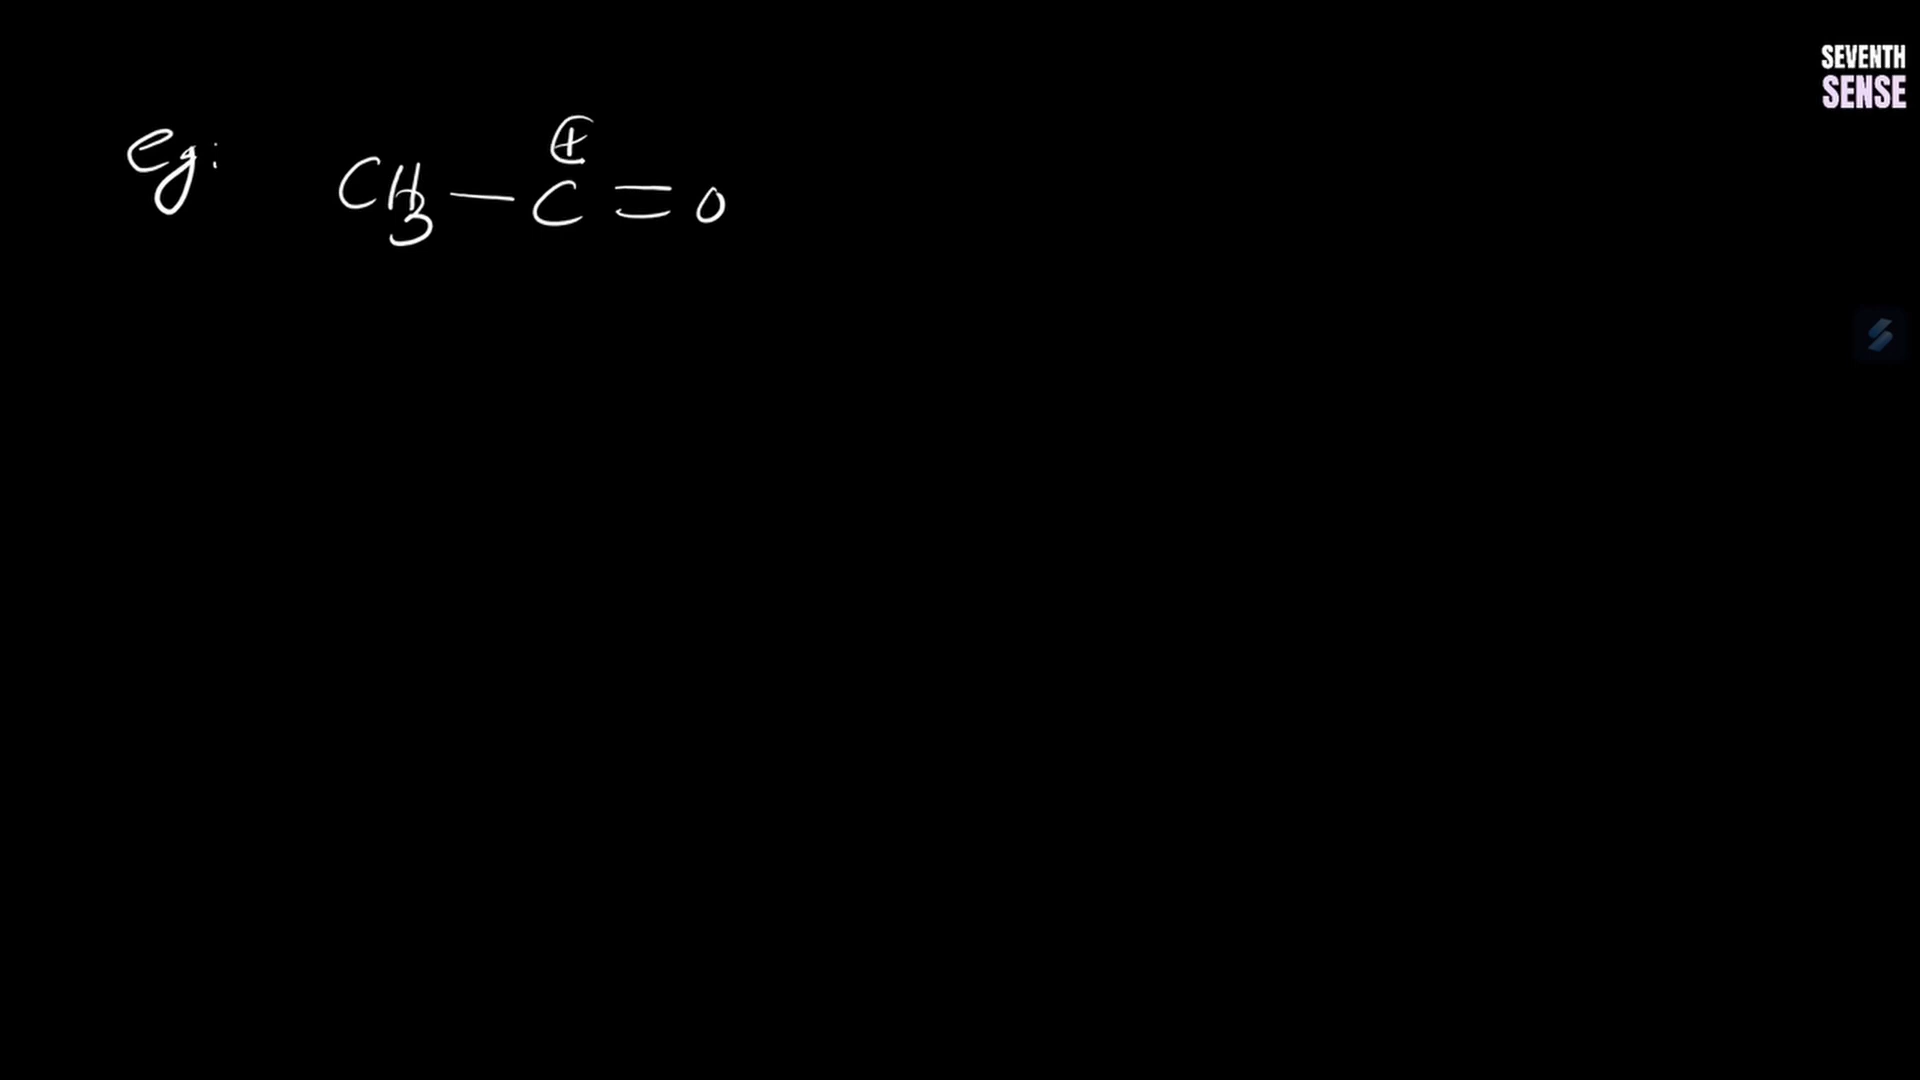 SEVENTH
SENSE
eg:
⊕
CH₃ — C = O